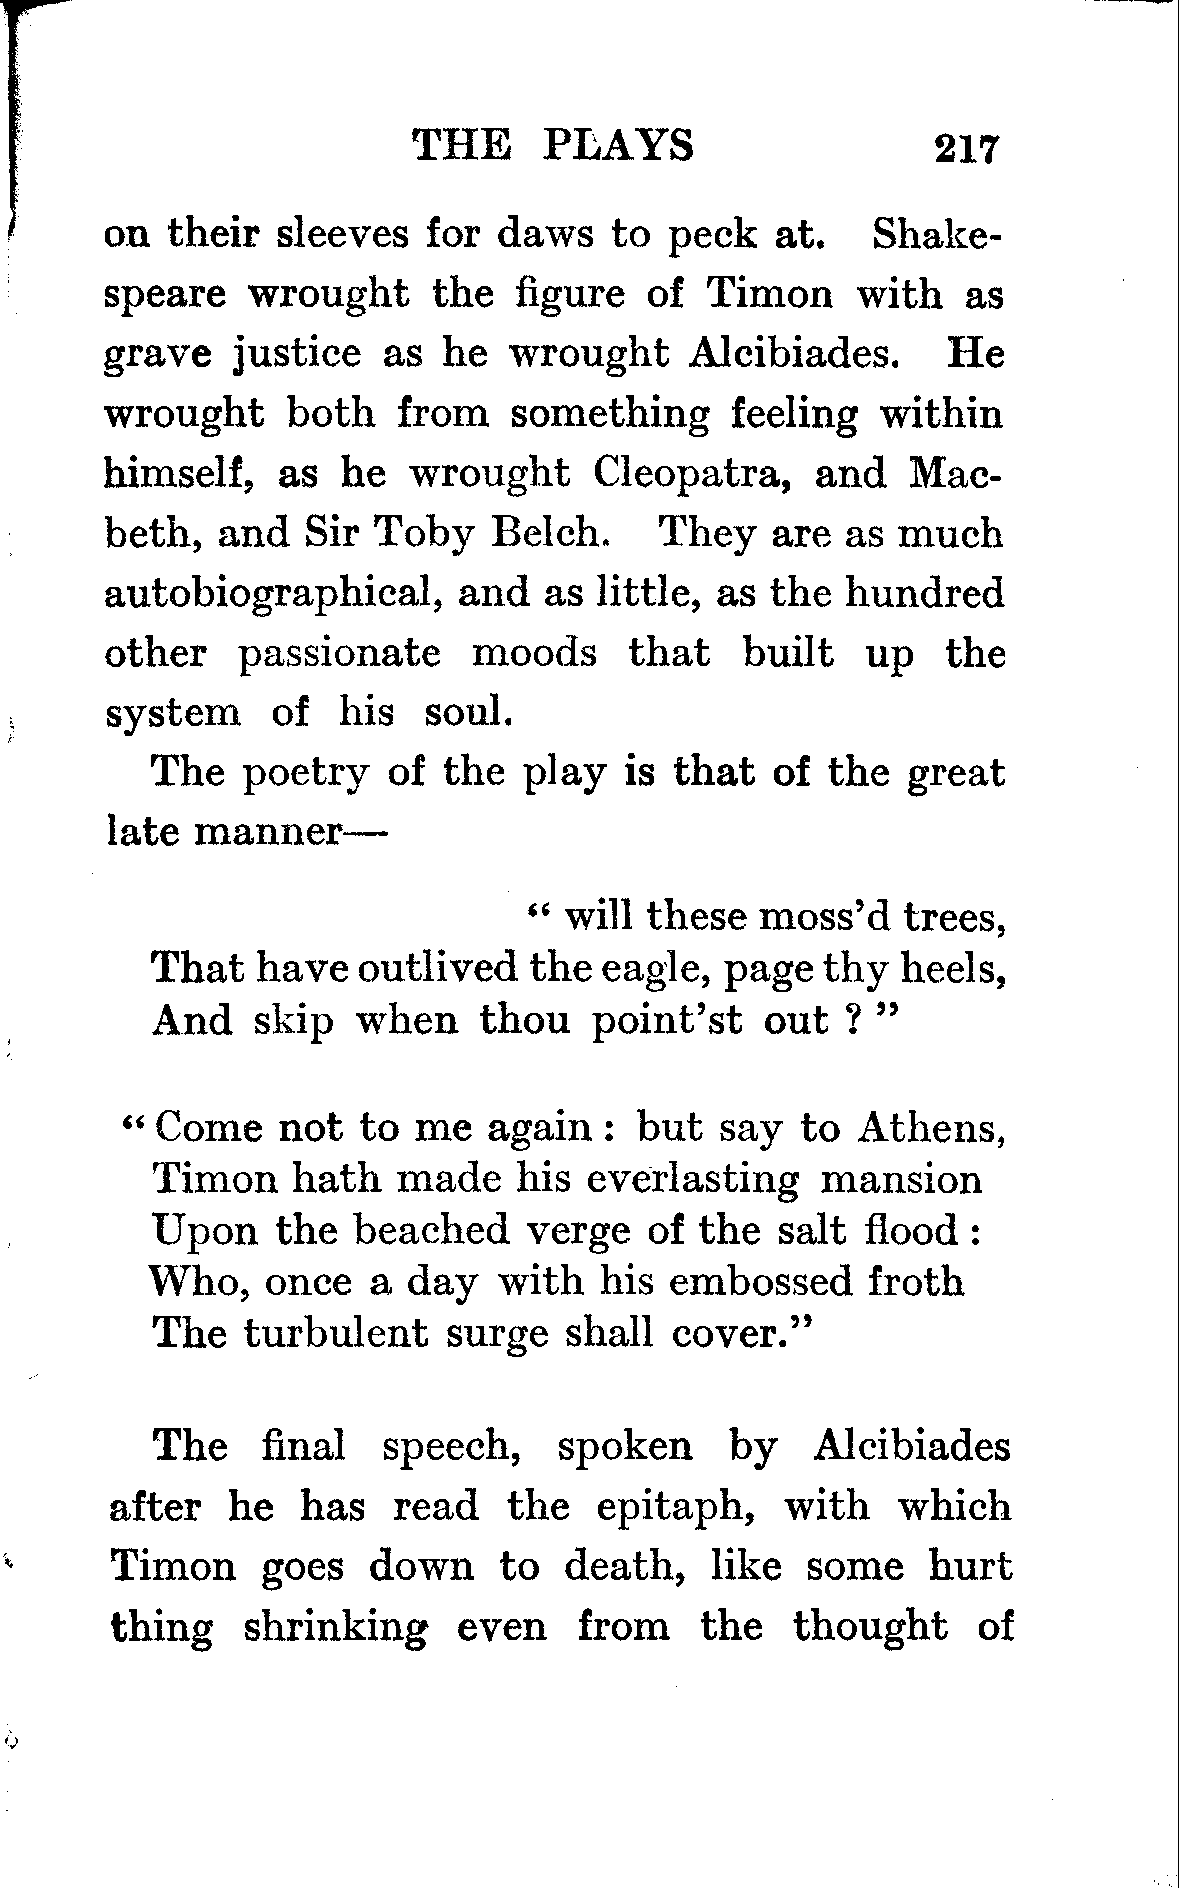 THE PLAYS 217
on their sleeves for daws to peck at. Shake-
speare wrought the figure of Timon with as
grave justice as he wrought Alcibiades. He
wrought both from something feeling within
himself, as he wrought Cleopatra, and Mac-
beth, and Sir Toby Belch. They are as much
autobiographical, and as little, as the hundred
other passionate moods that built up the
system of his soul.
The poetry of the play is that of the great
late manner—
“ will these moss’d trees,
That have outlived the eagle, page thy heels,
And skip when thou point’st out ? ”
“ Come not to me again : but say to Athens,
Timon hath made his everlasting mansion
Upon the beached verge of the salt flood :
Who, once a day with his embossed froth
The turbulent surge shall cover.”
The final speech, spoken by Alcibiades
after he has read the epitaph, with which
Timon goes down to death, like some hurt
thing shrinking even from the thought of